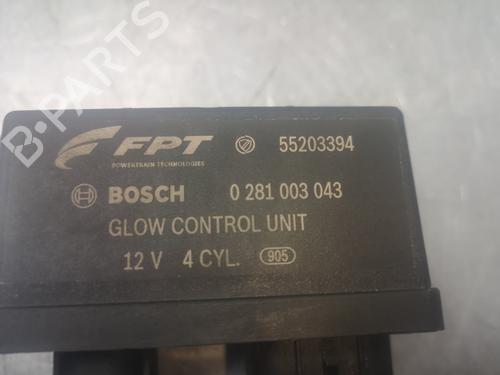 B-PARTS
FPT 55203394
POWERTRAIN TECHNOLOGIES
BOSCH 0 281 003 043
GLOW CONTROL UNIT
12 V 4 CYL. 905